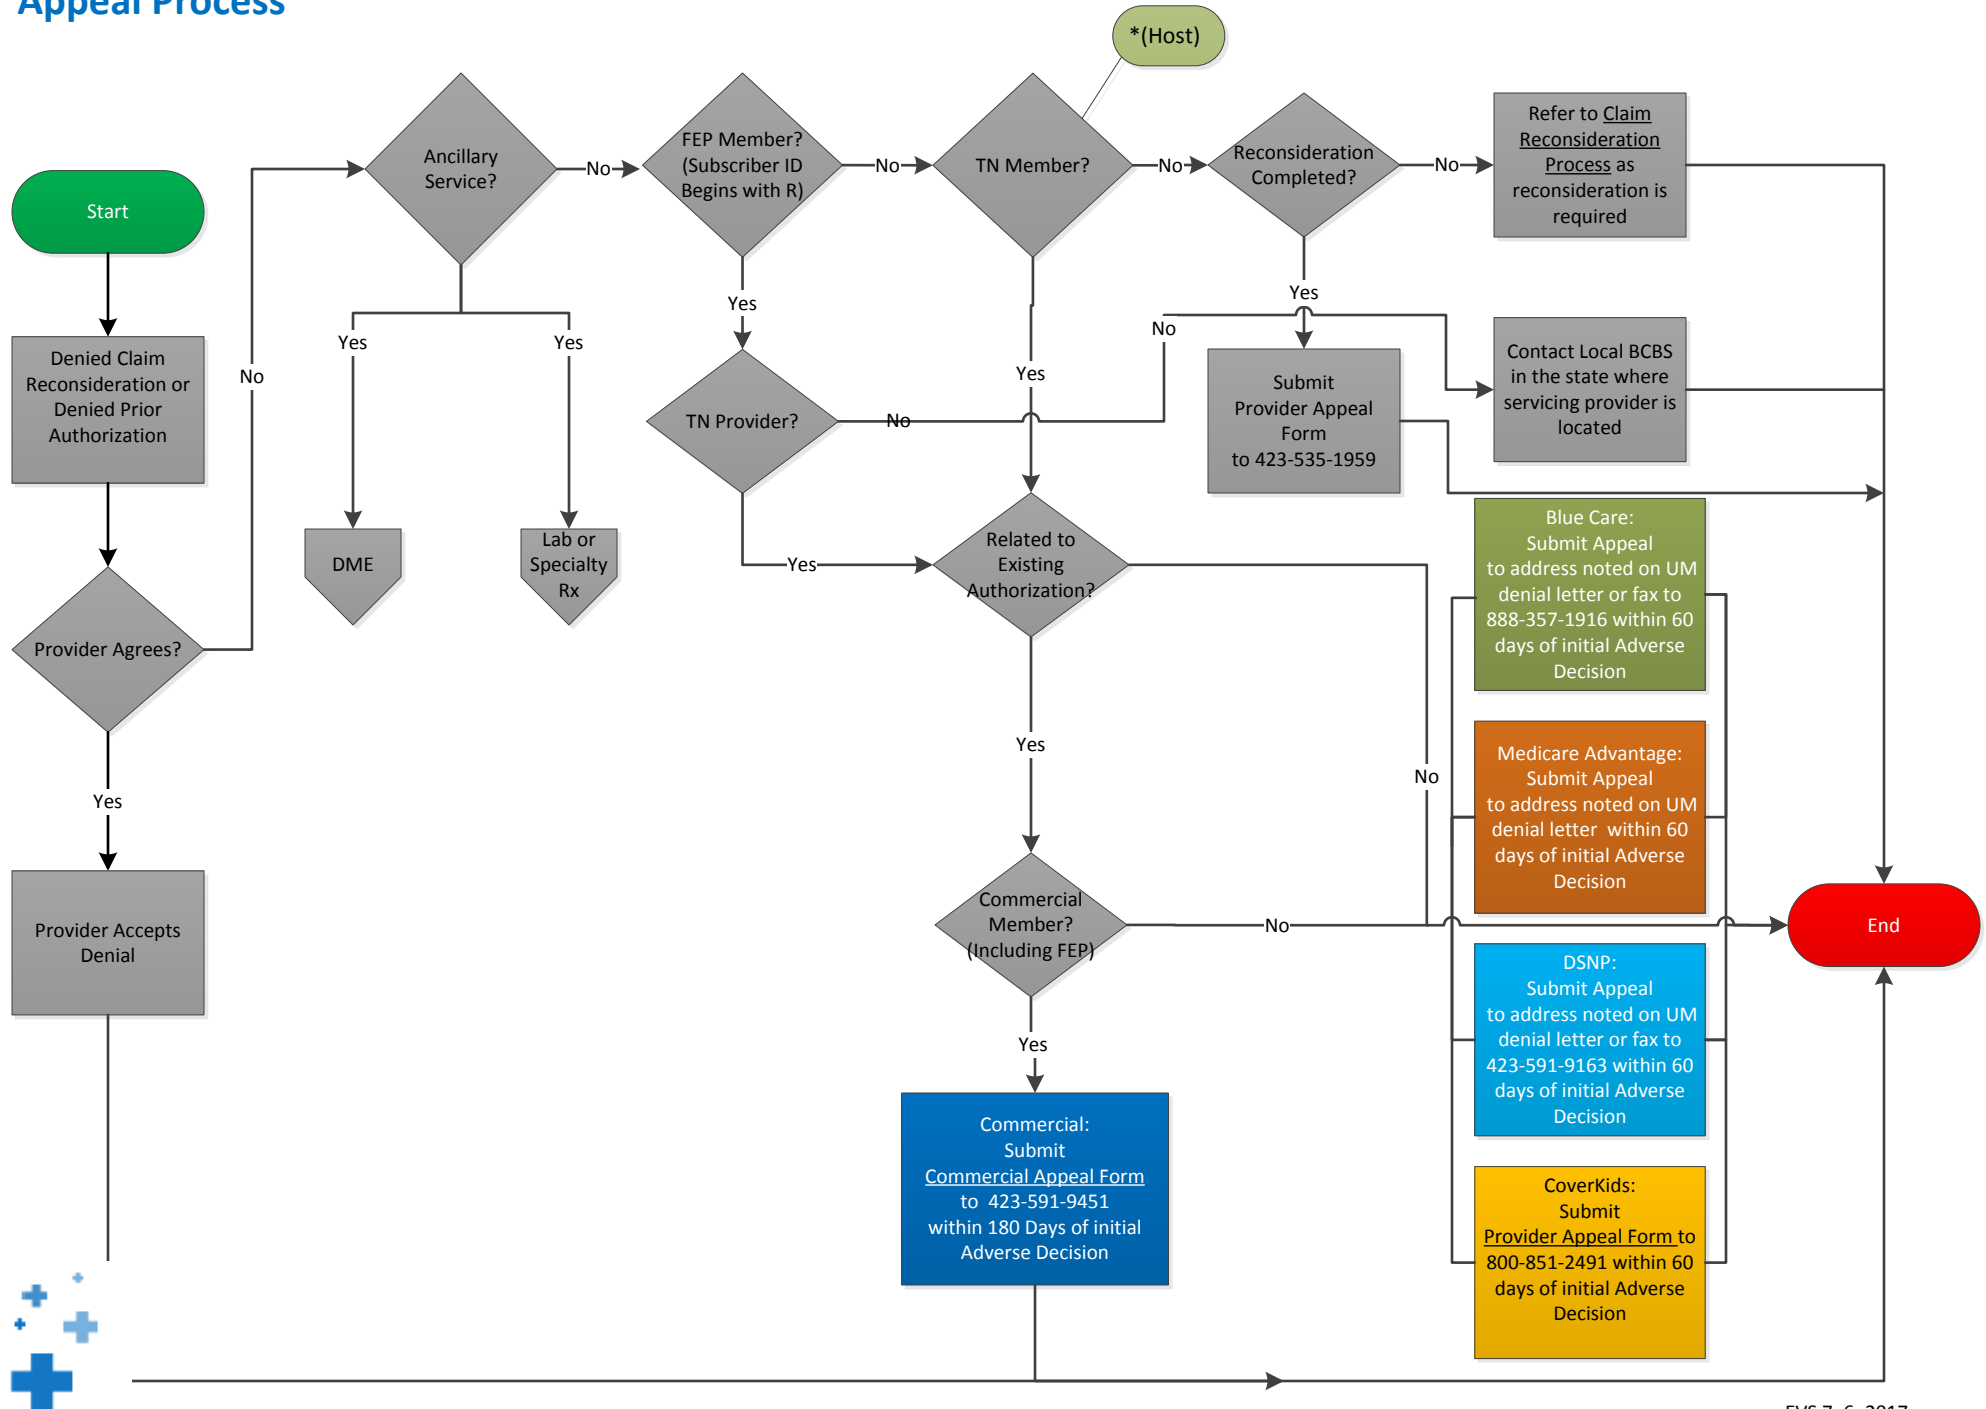 Appeal Process
*(Host)
Start
Denied Claim
Reconsideration or
Denied Prior
Authorization
Provider Agrees?
No
Yes
Provider Accepts
Denial
Ancillary
Service?
No
Yes
Yes
DME
Lab or
Specialty
Rx
FEP Member?
(Subscriber ID
Begins with R)
No
Yes
TN Provider?
No
No
Yes
TN Member?
No
Yes
Reconsideration
Completed?
No
Yes
Refer to Claim
Reconsideration
Process as
reconsideration is
required
Submit
Provider Appeal
Form
to 423-535-1959
Contact Local BCBS
in the state where
servicing provider is
located
Related to
Existing
Authorization?
No
Yes
Commercial
Member?
(Including FEP)
No
Yes
Commercial:
Submit
Commercial Appeal Form
to 423-591-9451
within 180 Days of initial
Adverse Decision
Blue Care:
Submit Appeal
to address noted on UM
denial letter or fax to
888-357-1916 within 60
days of initial Adverse
Decision
Medicare Advantage:
Submit Appeal
to address noted on UM
denial letter within 60
days of initial Adverse
Decision
DSNP:
Submit Appeal
to address noted on UM
denial letter or fax to
423-591-9163 within 60
days of initial Adverse
Decision
CoverKids:
Submit
Provider Appeal Form to
800-851-2491 within 60
days of initial Adverse
Decision
End